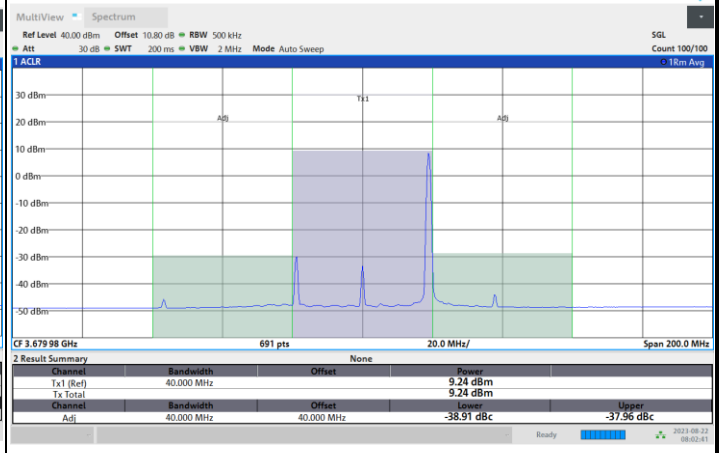 MultiView Spectrum
Ref Level 40.00 dBm Offset 10.80 dB RBW 500 kHz SGL
Att 30 dB SWT 200 ms VBW 2 MHz Mode Auto Sweep Count 100/100
1 ACLR 1Rm Avg
30 dBm
Tx1
20 dBm
Adj Adj
10 dBm
0 dBm
-10 dBm
-20 dBm
-30 dBm
-40 dBm
-50 dBm
CF 3.679 98 GHz 691 pts 20.0 MHz/ Span 200.0 MHz
2 Result Summary None
Channel Bandwidth Offset Power
Tx1 (Ref) 40.000 MHz 9.24 dBm
Tx Total 9.24 dBm
Channel Bandwidth Offset Lower Upper
Adj 40.000 MHz 40.000 MHz -38.91 dBc -37.96 dBc
Ready 2023-08-22
08:02:41